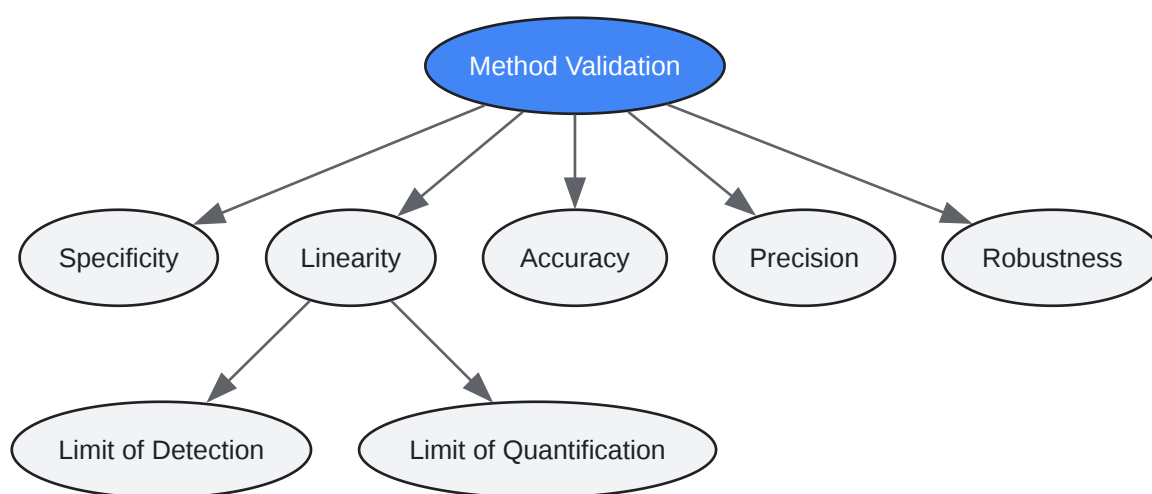 Method Validation
Specificity
Linearity
Accuracy
Precision
Robustness
Limit of Detection
Limit of Quantification